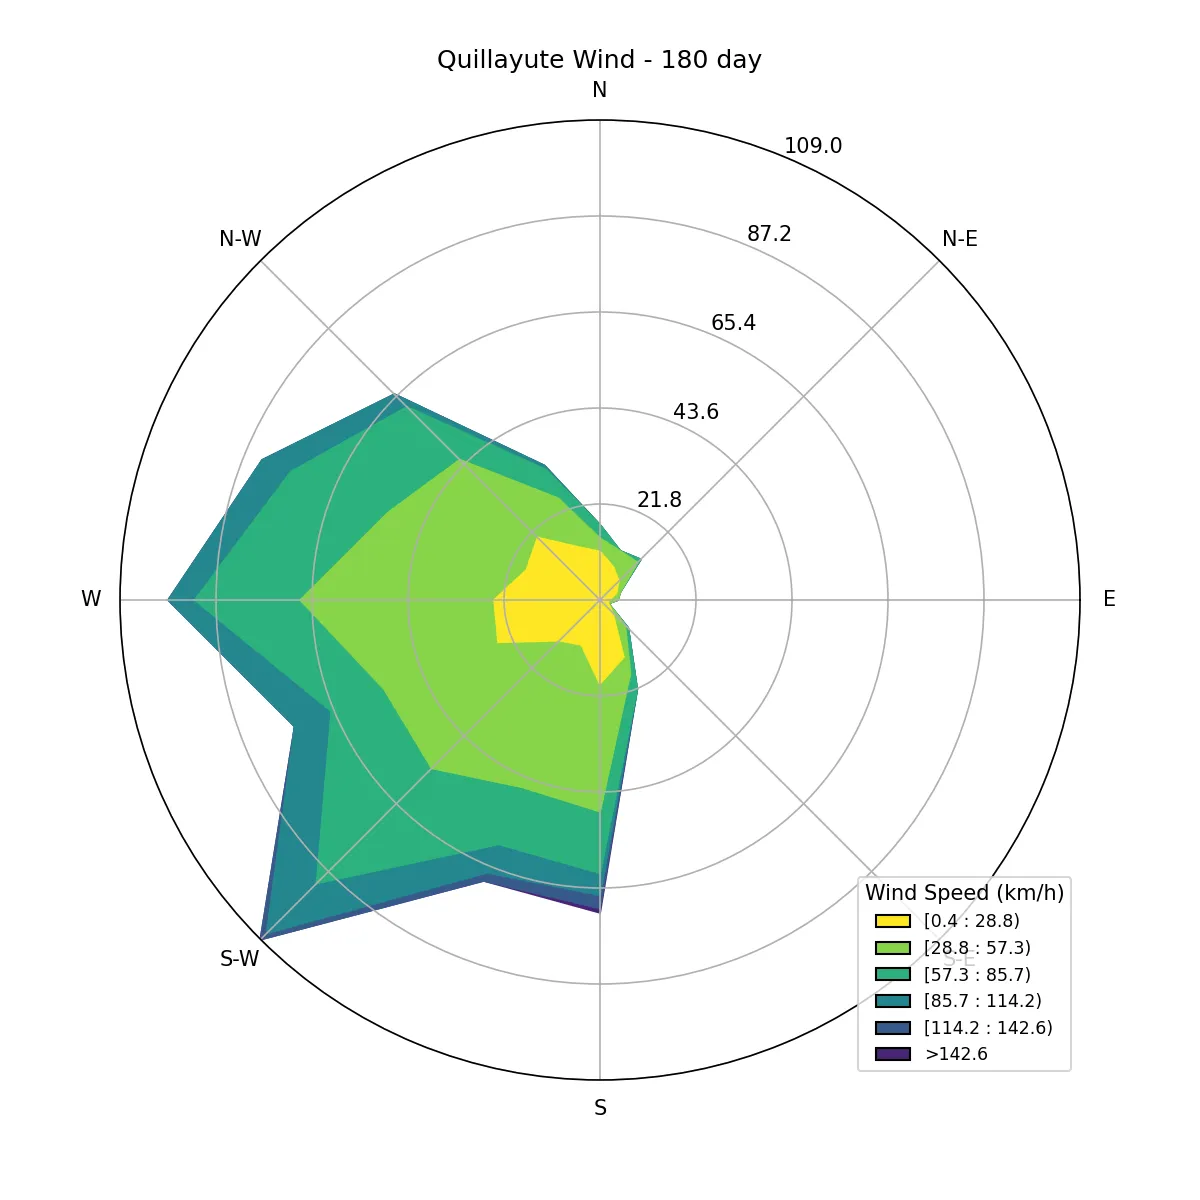 Quillayute Wind - 180 day
N
109.0
N-W
87.2
N-E
65.4
43.6
21.8
W
E
S-W
S-E
Wind Speed (km/h)
[0.4 : 28.8)
[28.8 : 57.3)
[57.3 : 85.7)
[85.7 : 114.2)
[114.2 : 142.6)
>142.6
S